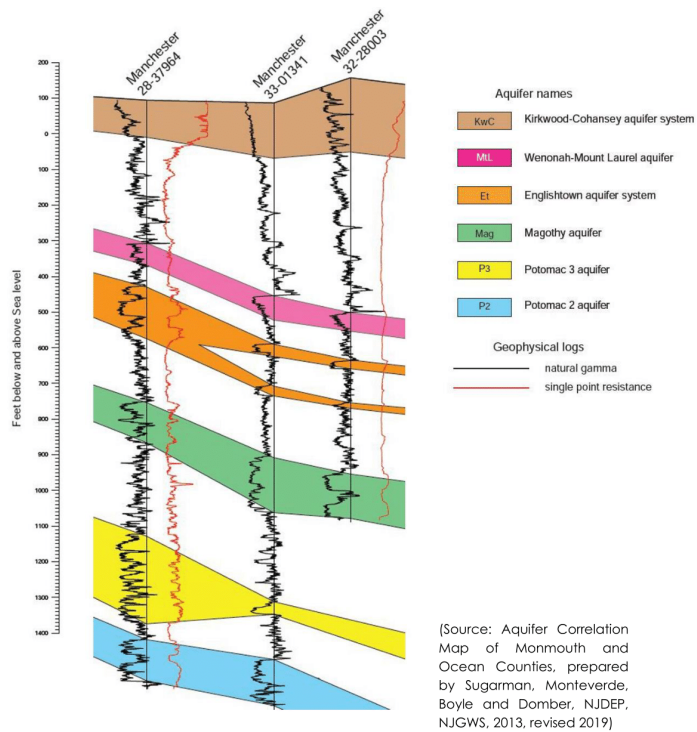 Manchester
28-37964
Manchester
33-01341
Manchester
32-28003
Feet below and above Sea level
200
100
0
100
200
300
400
500
600
700
800
900
1000
1100
1200
1300
1400
Aquifer names
KwC Kirkwood-Cohansey aquifer system
MtL Wenonah-Mount Laurel aquifer
Et Englishtown aquifer system
Mag Magothy aquifer
P3 Potomac 3 aquifer
P2 Potomac 2 aquifer
Geophysical logs
natural gamma
single point resistance
(Source: Aquifer Correlation
Map of Monmouth and
Ocean Counties, prepared
by Sugarman, Monteverde,
Boyle and Domber, NJDEP,
NJGWS, 2013, revised 2019)